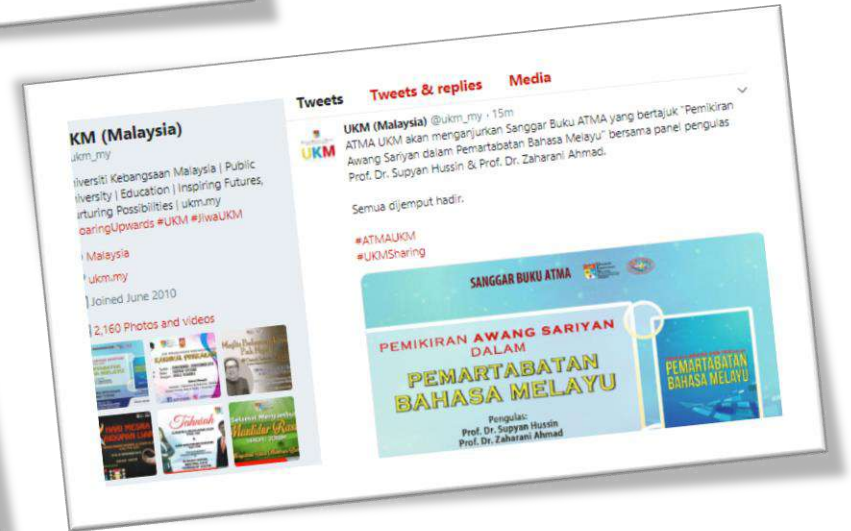 KM (Malaysia)
ukm_my
iversiti Kebangsaan Malaysia | Public
iversity | Education | Inspiring Futures,
urturing Possibilities | ukm.my
oaringUpwards #UKM #JiwaUKM
Malaysia
ukm.my
Joined June 2010
2,160 Photos and videos
Tweets Tweets & replies Media
UKM (Malaysia) @ukm_my · 15m
ATMA UKM akan menganjurkan Sanggar Buku ATMA yang bertajuk "Pemikiran
Awang Sariyan dalam Pemartabatan Bahasa Melayu" bersama panel pengulas
Prof. Dr. Supyan Hussin & Prof. Dr. Zaharani Ahmad.
Semua dijemput hadir.
#ATMAUKM
#UKMSharing
UKM
SANGGAR BUKU ATMA
PEMIKIRAN AWANG SARIYAN
DALAM
PEMARTABATAN
BAHASA MELAYU
Pengulas:
Prof. Dr. Supyan Hussin
Prof. Dr. Zaharani Ahmad
PEMARTABATAN
BAHASA MELAYU
Tahniah